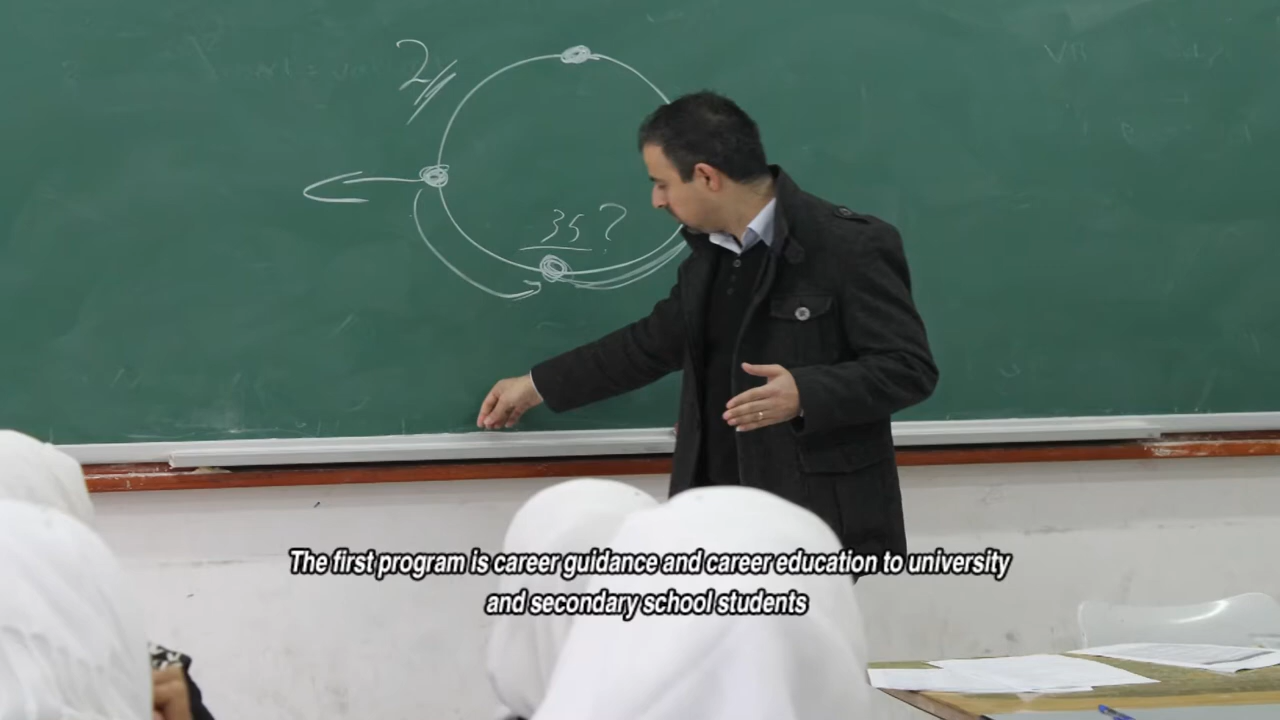 2
35?
The first program is career guidance and career education to university
and secondary school students